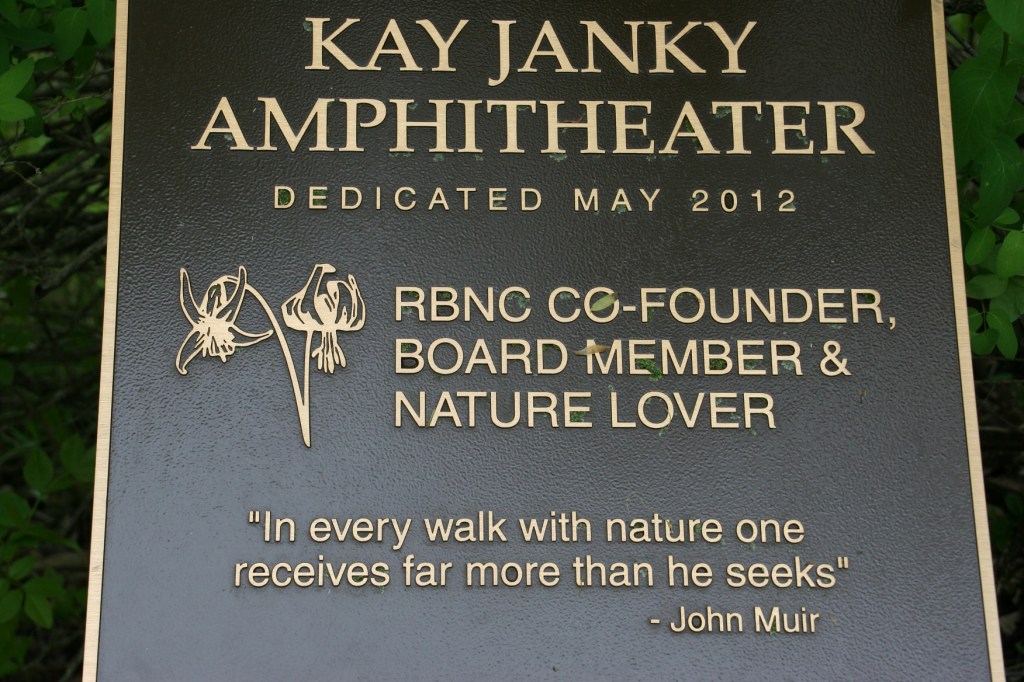 KAY JANKY
AMPHITHEATER
DEDICATED MAY 2012
RBNC CO-FOUNDER,
BOARD MEMBER &
NATURE LOVER
"In every walk with nature one
receives far more than he seeks"
- John Muir